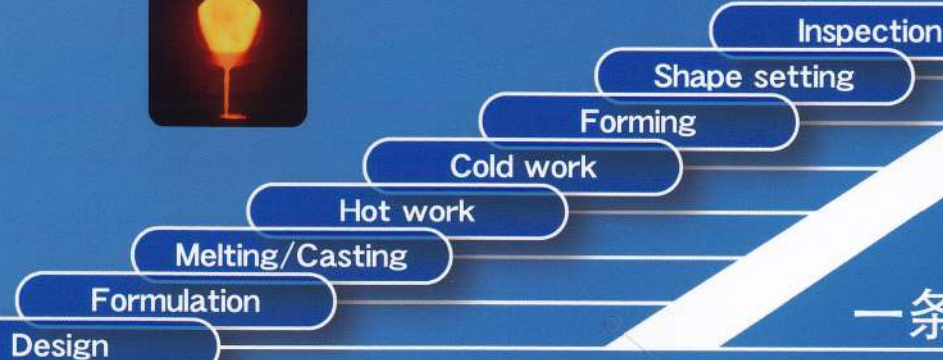 Inspection
Shape setting
Forming
Cold work
Hot work
Melting/Casting
Formulation
一条
Design